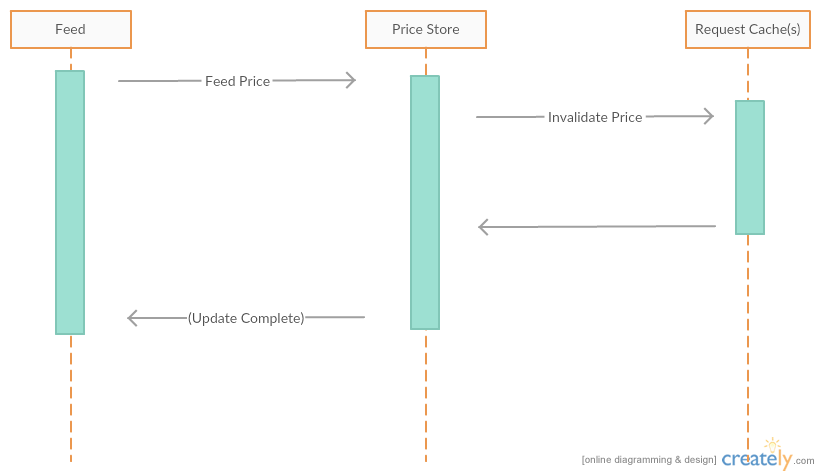 Feed
Price Store
Request Cache(s)
Feed Price
Invalidate Price
(Update Complete)
[online diagramming & design] creately.com